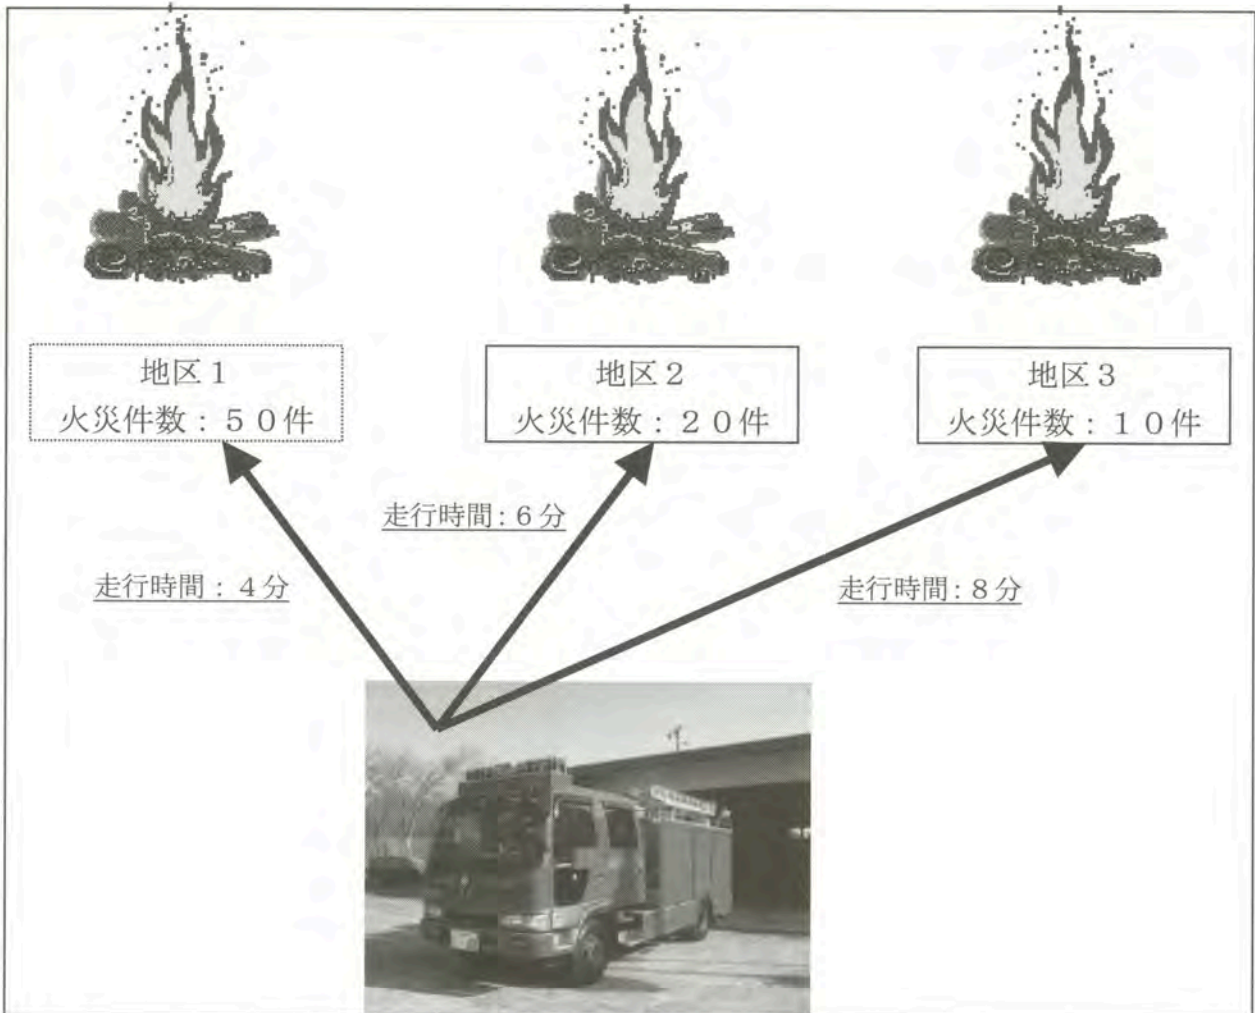 地区１
火災件数：５０件
地区２
火災件数：２０件
地区３
火災件数：１０件
走行時間：６分
走行時間：４分
走行時間：８分